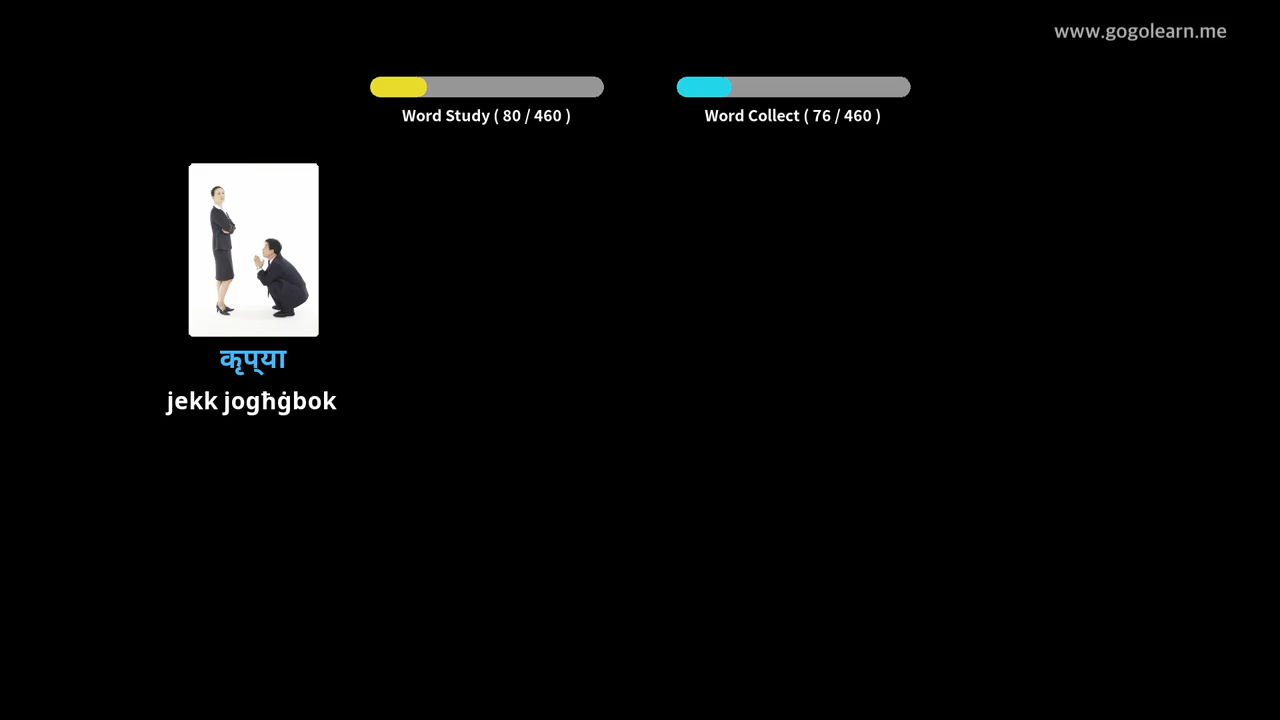 www.gogolearn.me
Word Study ( 80 / 460 )
Word Collect ( 76 / 460 )
कृप्‌या
jekk jogħġbok